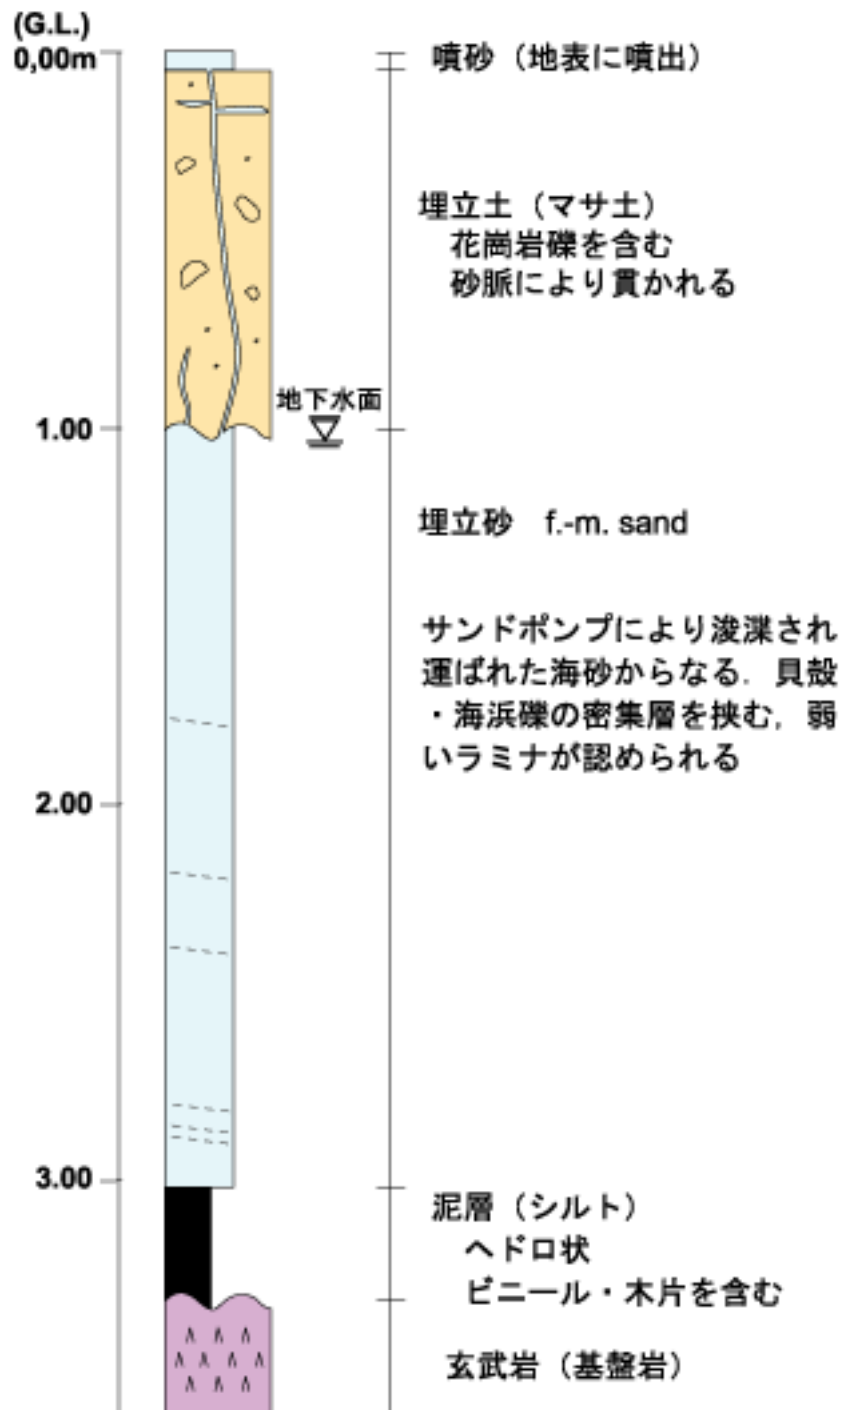 (G.L.)
0,00m
噴砂（地表に噴出）
埋立土（マサ土）
花崗岩礫を含む
砂脈により貫かれる
地下水面
1.00
埋立砂　f.-m. sand
サンドポンプにより浚渫され
運ばれた海砂からなる．貝殻
・海浜礫の密集層を挟む，弱
いラミナが認められる
2.00
3.00
泥層（シルト）
ヘドロ状
ビニール・木片を含む
玄武岩（基盤岩）